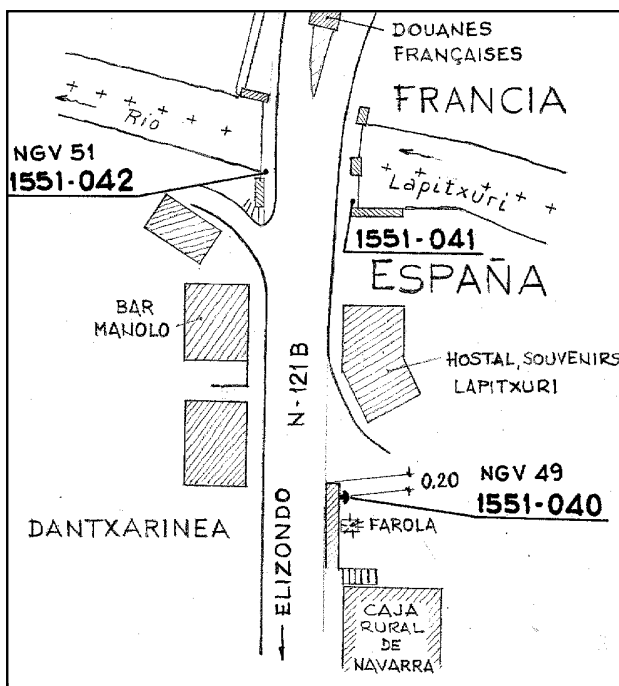 DOUANES
FRANÇAISES
FRANCIA
Rio
NGV 51
1551-042
Lapitxuri
1551-041
ESPAÑA
BAR
MANOLO
N-121B
HOSTAL, SOUVENIRS
LAPITXURI
0,20
NGV 49
1551-040
FAROLA
DANTXARINEA
ELIZONDO
CAJA
RURAL
DE
NAVARRA